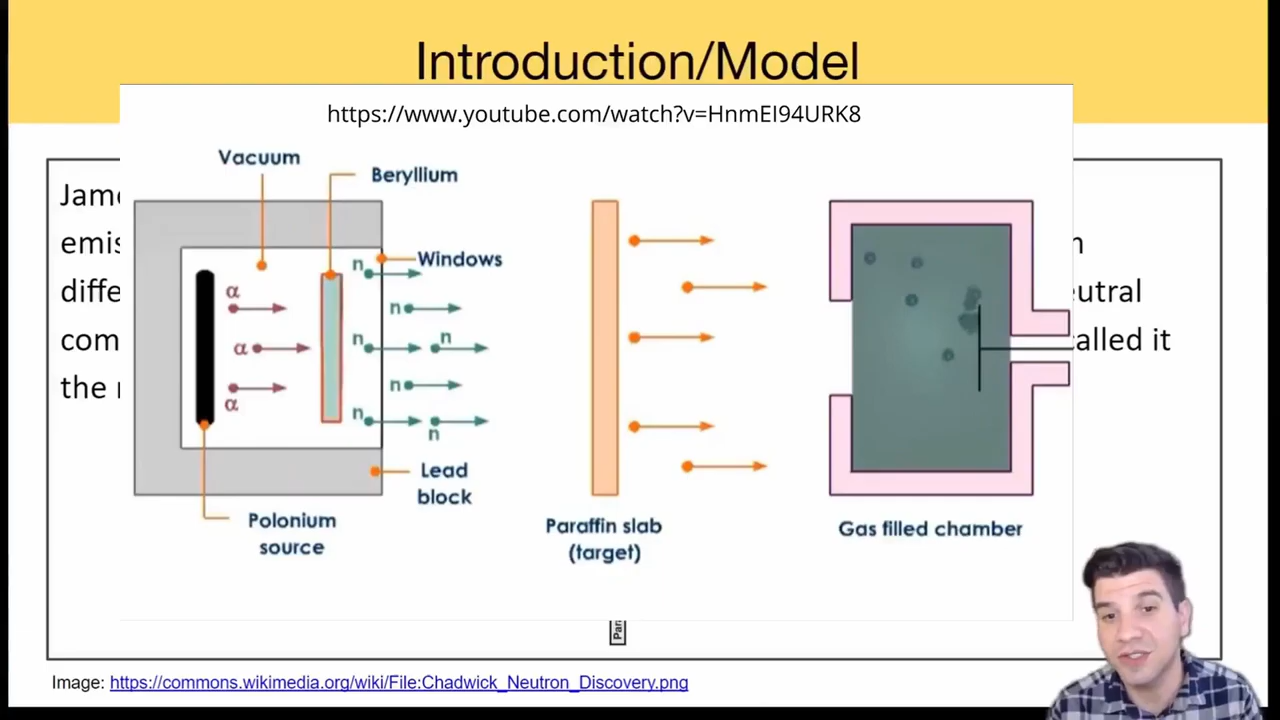 Introduction/Model
https://www.youtube.com/watch?v=HnmEI94URK8
Vacuum
Beryllium
Windows
α
α
α
n
n
n
n
n
n
n
Lead
block
Polonium
source
Paraffin slab
(target)
Gas filled chamber
emis
diffe
eutral
com
alled it
the
Image: https://commons.wikimedia.org/wiki/File:Chadwick_Neutron_Discovery.png